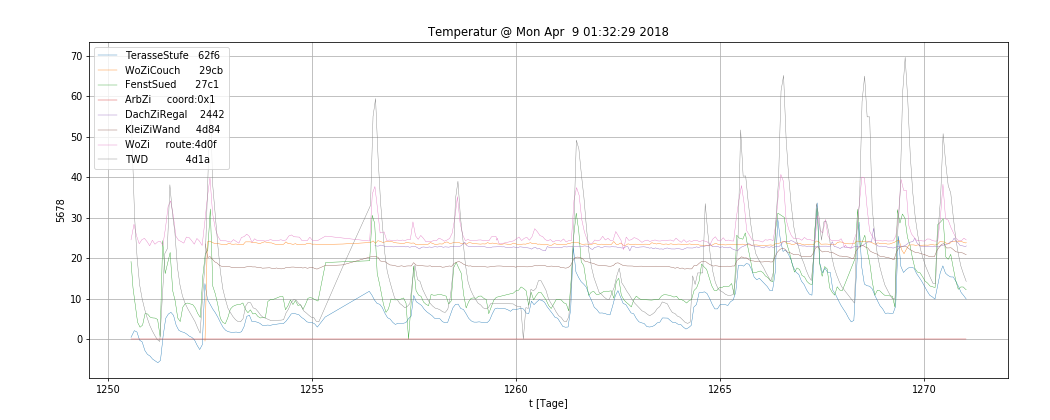 Temperatur @ Mon Apr  9 01:32:29 2018
70
60
50
40
30
20
10
0
5678
TerasseStufe   62f6
WoZiCouch      29cb
FenstSued      27c1
ArbZi     coord:0x1
DachZiRegal    2442
KleiZiWand     4d84
WoZi     route:4d0f
TWD            4d1a
1250 1255 1260 1265 1270
t [Tage]